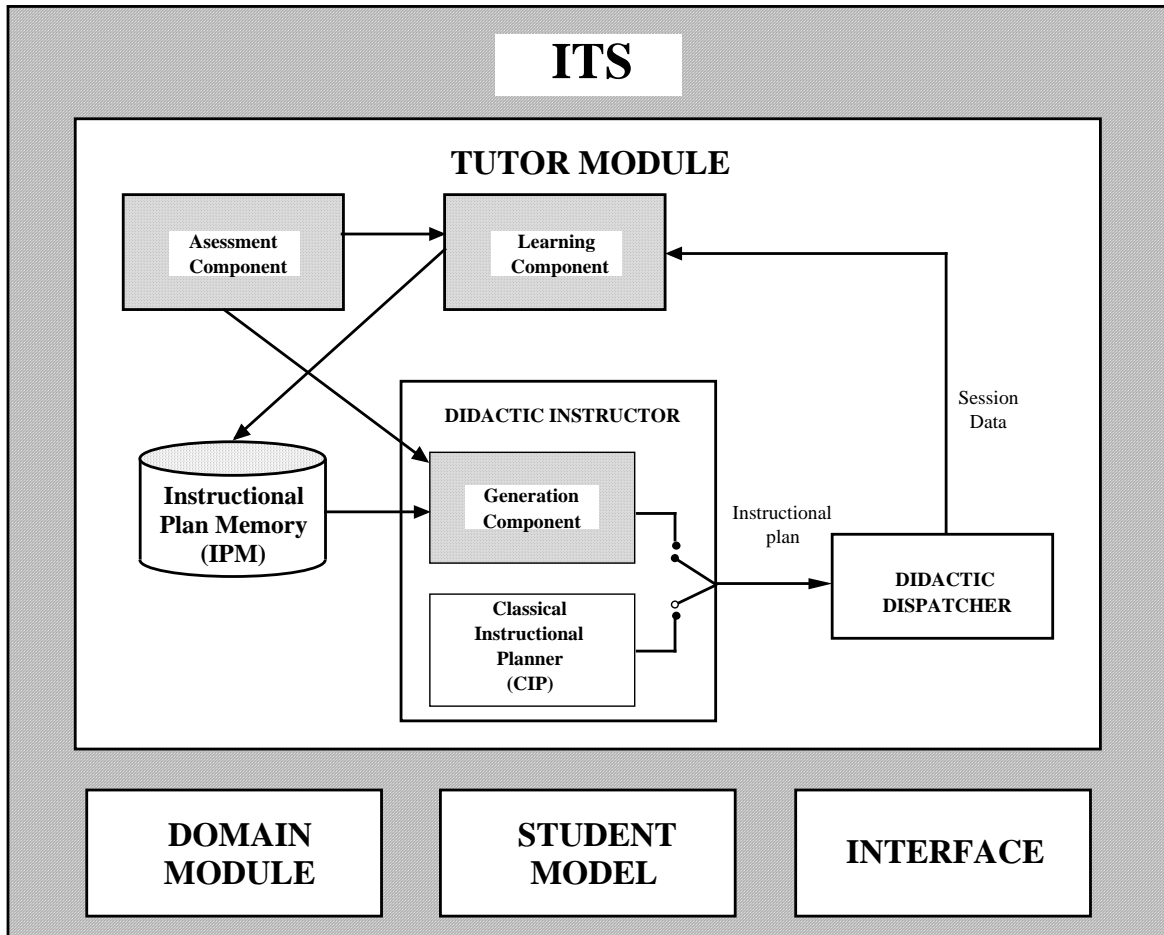 ITS
TUTOR MODULE
Asessment
Component
Learning
Component
Session
Data
DIDACTIC INSTRUCTOR
Instructional
Plan Memory
(IPM)
Generation
Component
Instructional
plan
Classical
Instructional
Planner
(CIP)
DIDACTIC
DISPATCHER
DOMAIN
MODULE
STUDENT
MODEL
INTERFACE